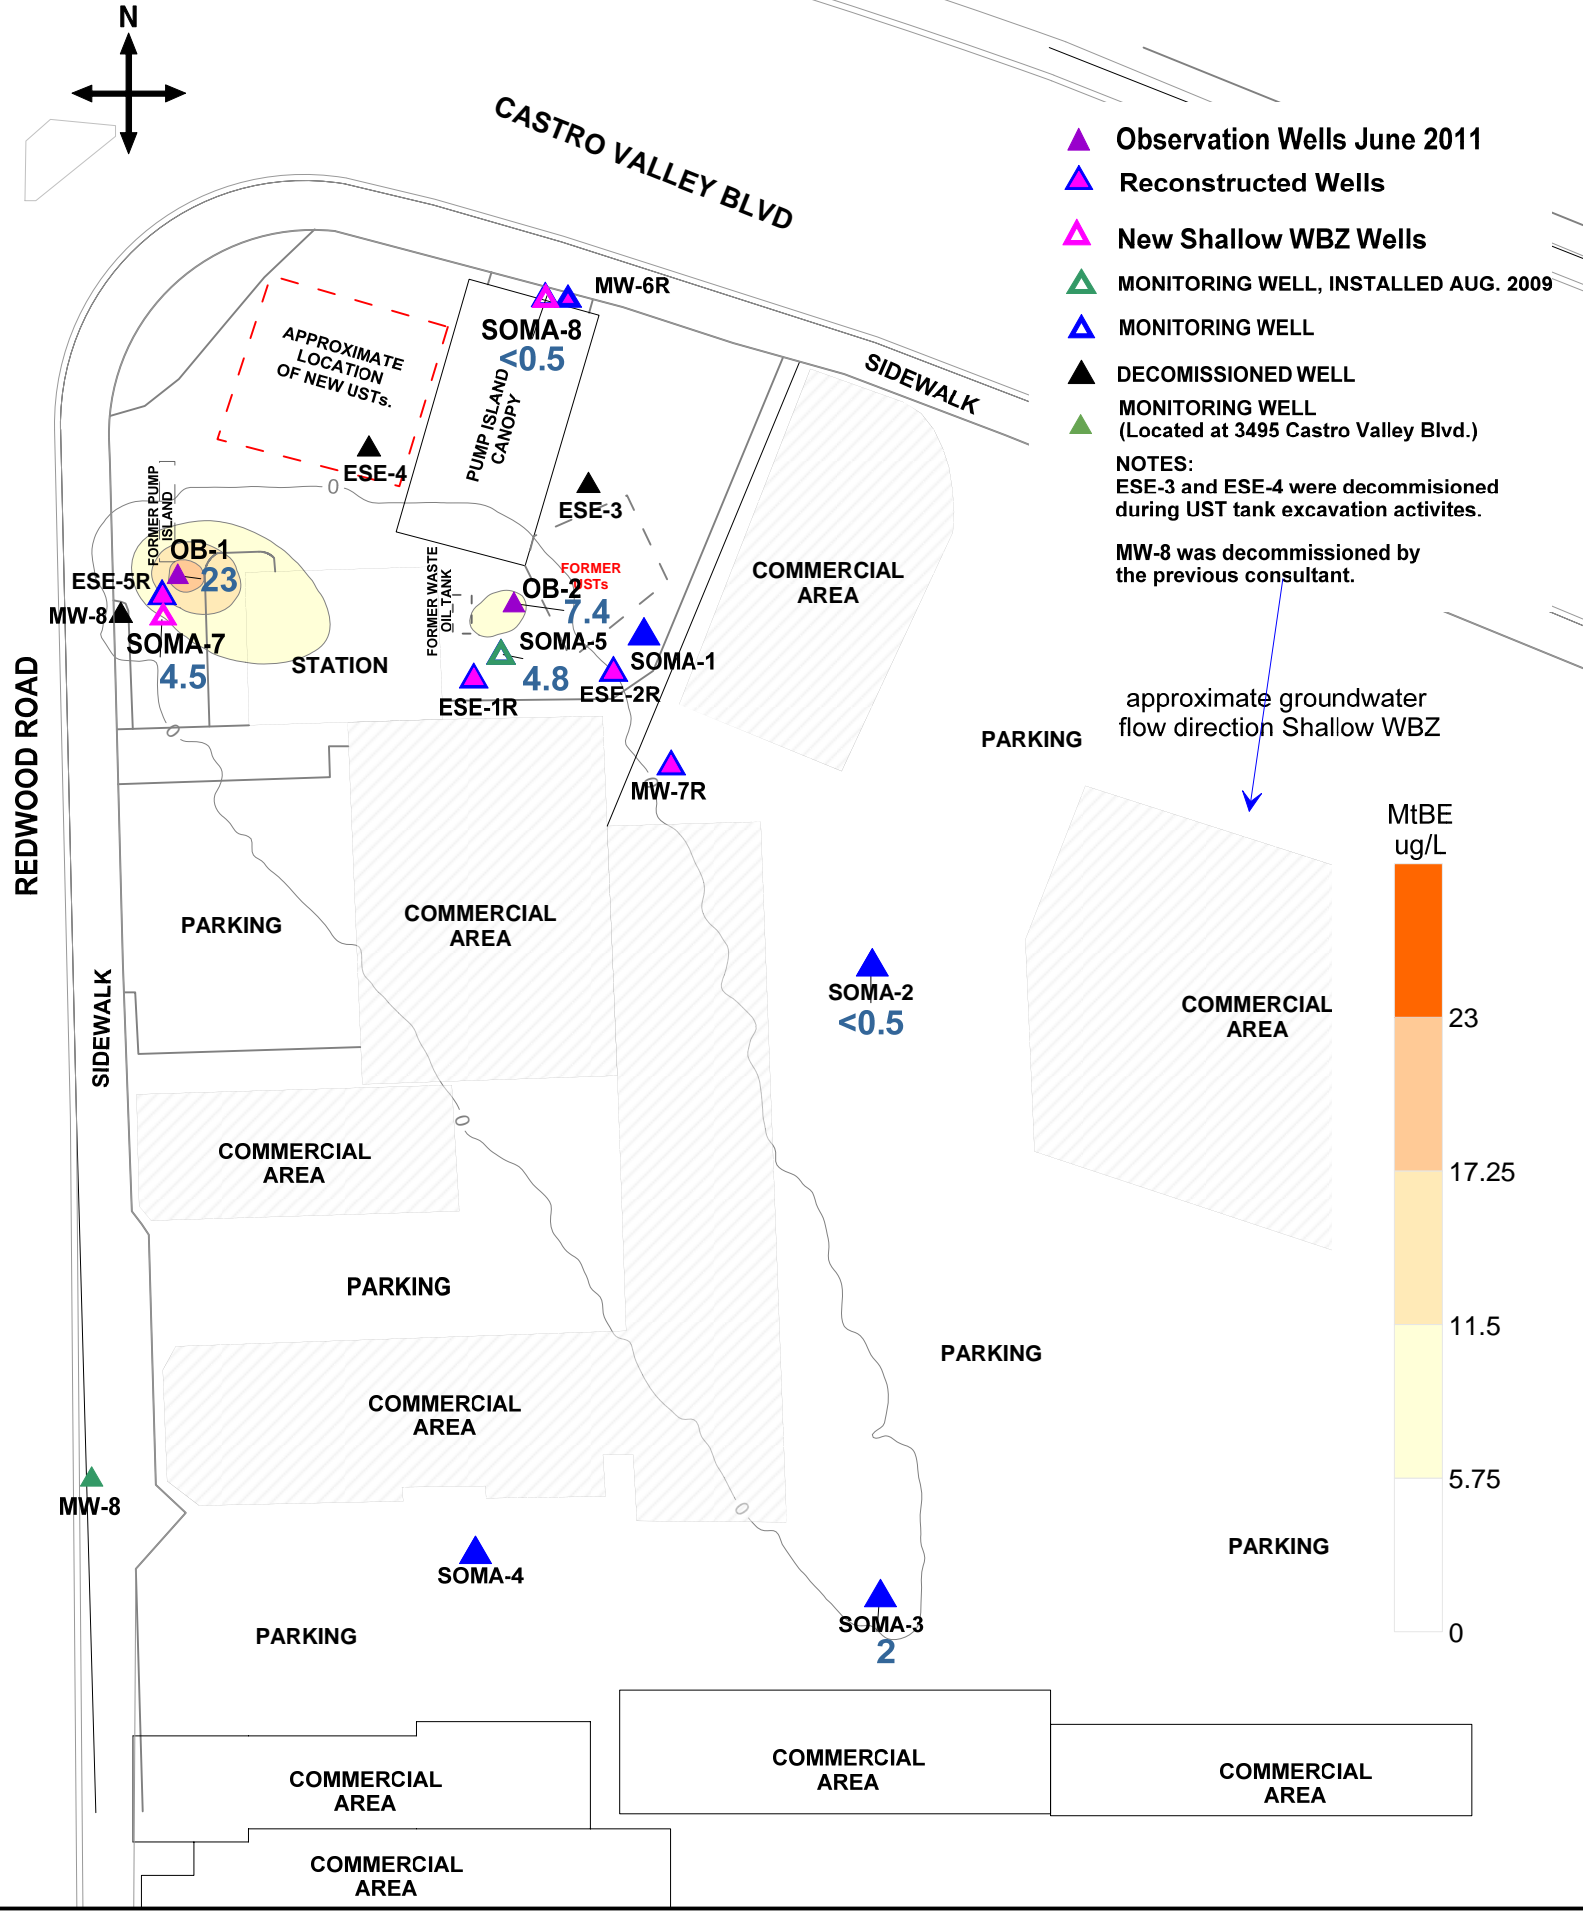 N
CASTRO VALLEY BLVD
Observation Wells June 2011
Reconstructed Wells
New Shallow WBZ Wells
MONITORING WELL, INSTALLED AUG. 2009
MONITORING WELL
DECOMISSIONED WELL
MONITORING WELL
(Located at 3495 Castro Valley Blvd.)
NOTES:
ESE-3 and ESE-4 were decommisioned
during UST tank excavation activites.
MW-8 was decommissioned by
the previous consultant.
approximate groundwater
flow direction Shallow WBZ
MW-6R
SOMA-8
<0.5
SIDEWALK
APPROXIMATE
LOCATION
OF NEW USTs.
PUMP ISLAND
CANOPY
ESE-4
ESE-3
0
FORMER PUMP
ISLAND
OB-1
23
ESE-5R
MW-8
SOMA-7
4.5
STATION
FORMER WASTE
OIL TANK
FORMER
USTs
OB-2
7.4
SOMA-5
4.8
SOMA-1
ESE-2R
ESE-1R
MW-7R
0
0
COMMERCIAL
AREA
PARKING
REDWOOD ROAD
SIDEWALK
PARKING
COMMERCIAL
AREA
SOMA-2
<0.5
COMMERCIAL
AREA
MtBE
ug/L
23
17.25
11.5
5.75
0
0
COMMERCIAL
AREA
PARKING
PARKING
COMMERCIAL
AREA
MW-8
0
SOMA-4
PARKING
SOMA-3
2
PARKING
COMMERCIAL
AREA
COMMERCIAL
AREA
COMMERCIAL
AREA
COMMERCIAL
AREA